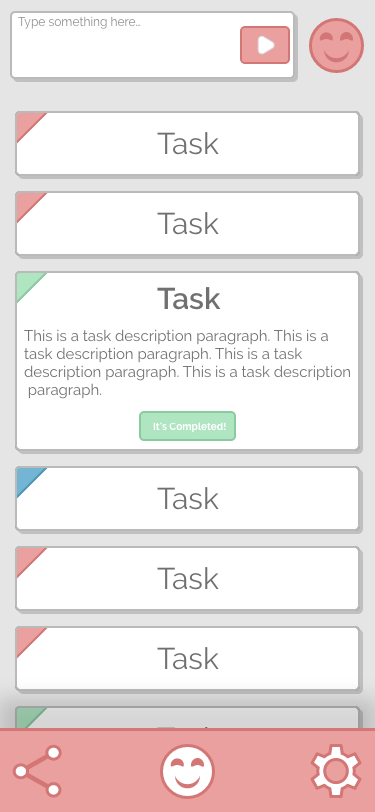 Type something here..
Task
Task
Task
This is a task description paragraph. This is a
task description paragraph. This is a task
description paragraph. This is a task description
paragraph.
It's Completed!
Task
Task
Task